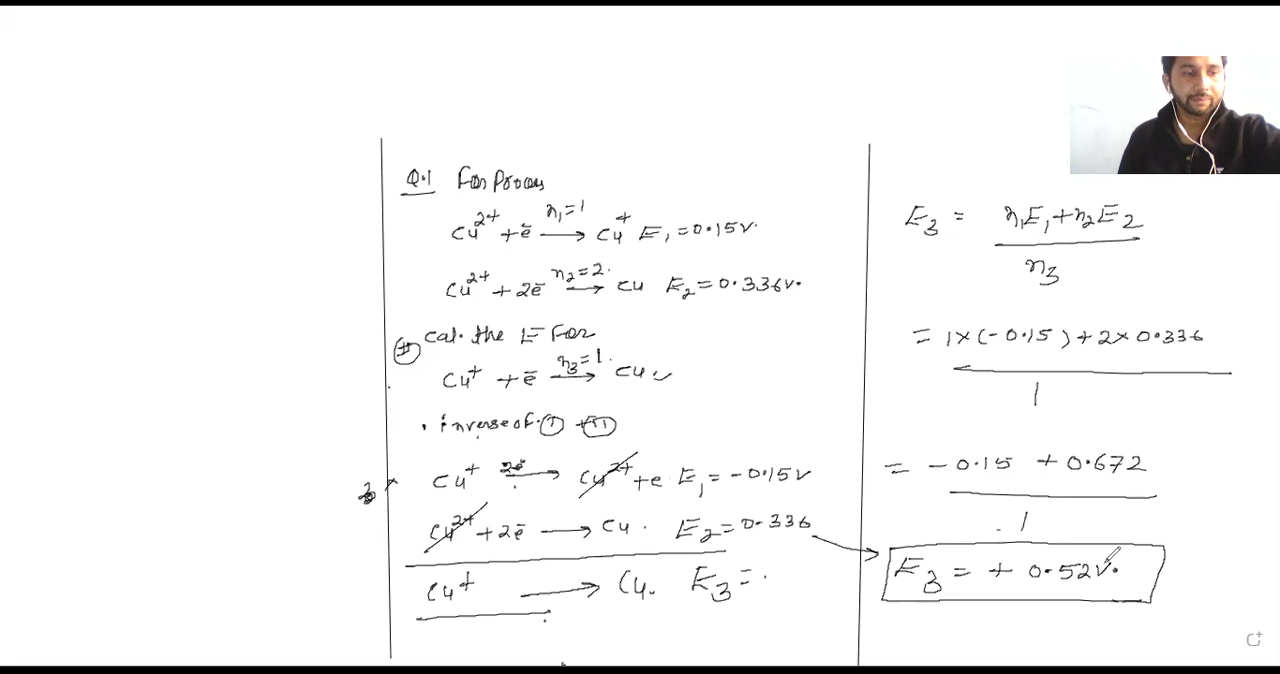 Q.1 For Process
Cu²⁺ + ē n₁=1 → Cu⁺ E₁ = 0.15v.
Cu²⁺ + 2ē n₂=2. → Cu E₂ = 0.336v.
# Cal. the E For
Cu⁺ + ē n₃=1. → Cu
. inverse of (I) + (II)
Cu⁺ → Cu²⁺ + e E₁ = -0.15v
Cu²⁺ + 2ē → Cu. E₂ = 0.336
Cu⁺ → Cu. E₃ = .
E₃ = n₁E₁ + n₂E₂
n₃
= 1×(-0.15) + 2×0.336
1
= -0.15 + 0.672
1
E₃ = + 0.52v.